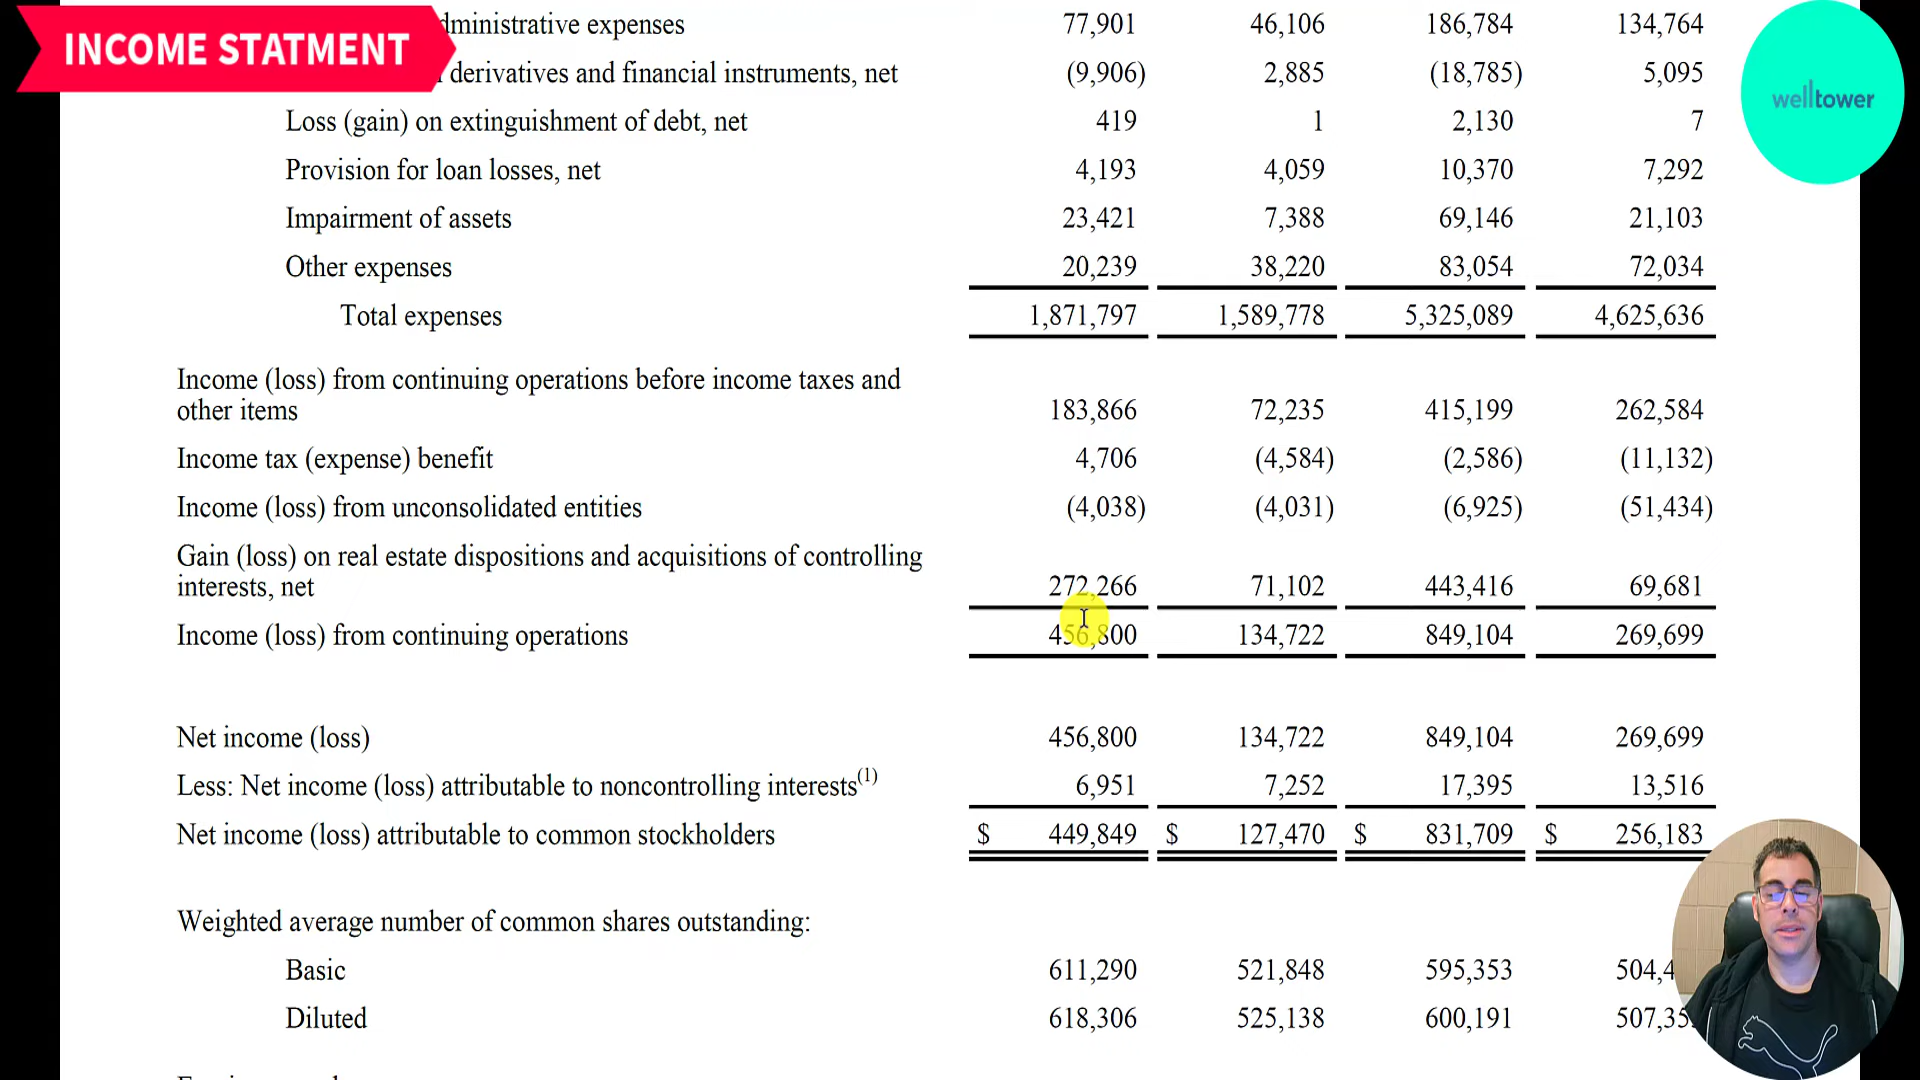 INCOME STATMENT
dministrative expenses 77,901 46,106 186,784 134,764
derivatives and financial instruments, net (9,906) 2,885 (18,785) 5,095
welltower
Loss (gain) on extinguishment of debt, net 419 1 2,130 7
Provision for loan losses, net 4,193 4,059 10,370 7,292
Impairment of assets 23,421 7,388 69,146 21,103
Other expenses 20,239 38,220 83,054 72,034
Total expenses 1,871,797 1,589,778 5,325,089 4,625,636
Income (loss) from continuing operations before income taxes and
other items 183,866 72,235 415,199 262,584
Income tax (expense) benefit 4,706 (4,584) (2,586) (11,132)
Income (loss) from unconsolidated entities (4,038) (4,031) (6,925) (51,434)
Gain (loss) on real estate dispositions and acquisitions of controlling
interests, net 272,266 71,102 443,416 69,681
Income (loss) from continuing operations 456,800 134,722 849,104 269,699
Net income (loss) 456,800 134,722 849,104 269,699
Less: Net income (loss) attributable to noncontrolling interests(1) 6,951 7,252 17,395 13,516
Net income (loss) attributable to common stockholders $ 449,849 $ 127,470 $ 831,709 $ 256,183
Weighted average number of common shares outstanding:
Basic 611,290 521,848 595,353 504,4
Diluted 618,306 525,138 600,191 507,35